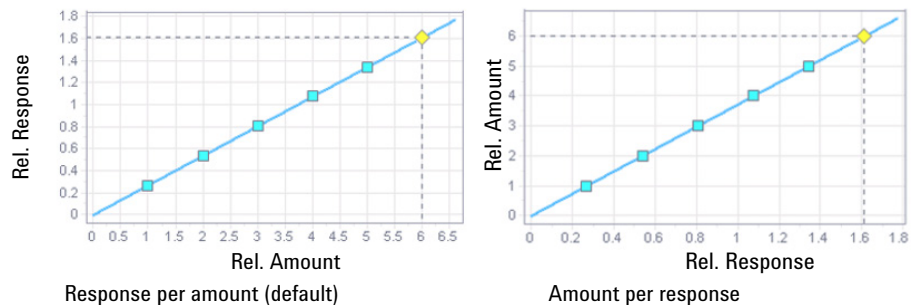 Rel. Response
1.8
1.6
1.4
1.2
1
0.8
0.6
0.4
0.2
0
0 0.5 1 1.5 2 2.5 3 3.5 4 4.5 5 5.5 6 6.5
Rel. Amount
Response per amount (default)
Rel. Amount
6
5
4
3
2
1
0
0 0.2 0.4 0.6 0.8 1 1.2 1.4 1.6 1.8
Rel. Response
Amount per response